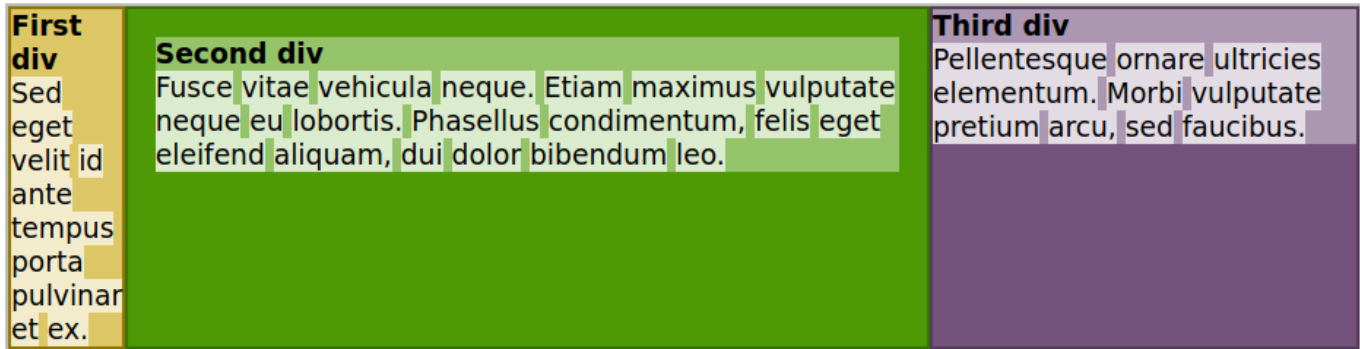 First
div
Sed
eget
velit id
ante
tempus
porta
pulvinar
et ex.
Second div
Fusce vitae vehicula neque. Etiam maximus vulputate
neque eu lobortis. Phasellus condimentum, felis eget
eleifend aliquam, dui dolor bibendum leo.
Third div
Pellentesque ornare ultricies
elementum. Morbi vulputate
pretium arcu, sed faucibus.